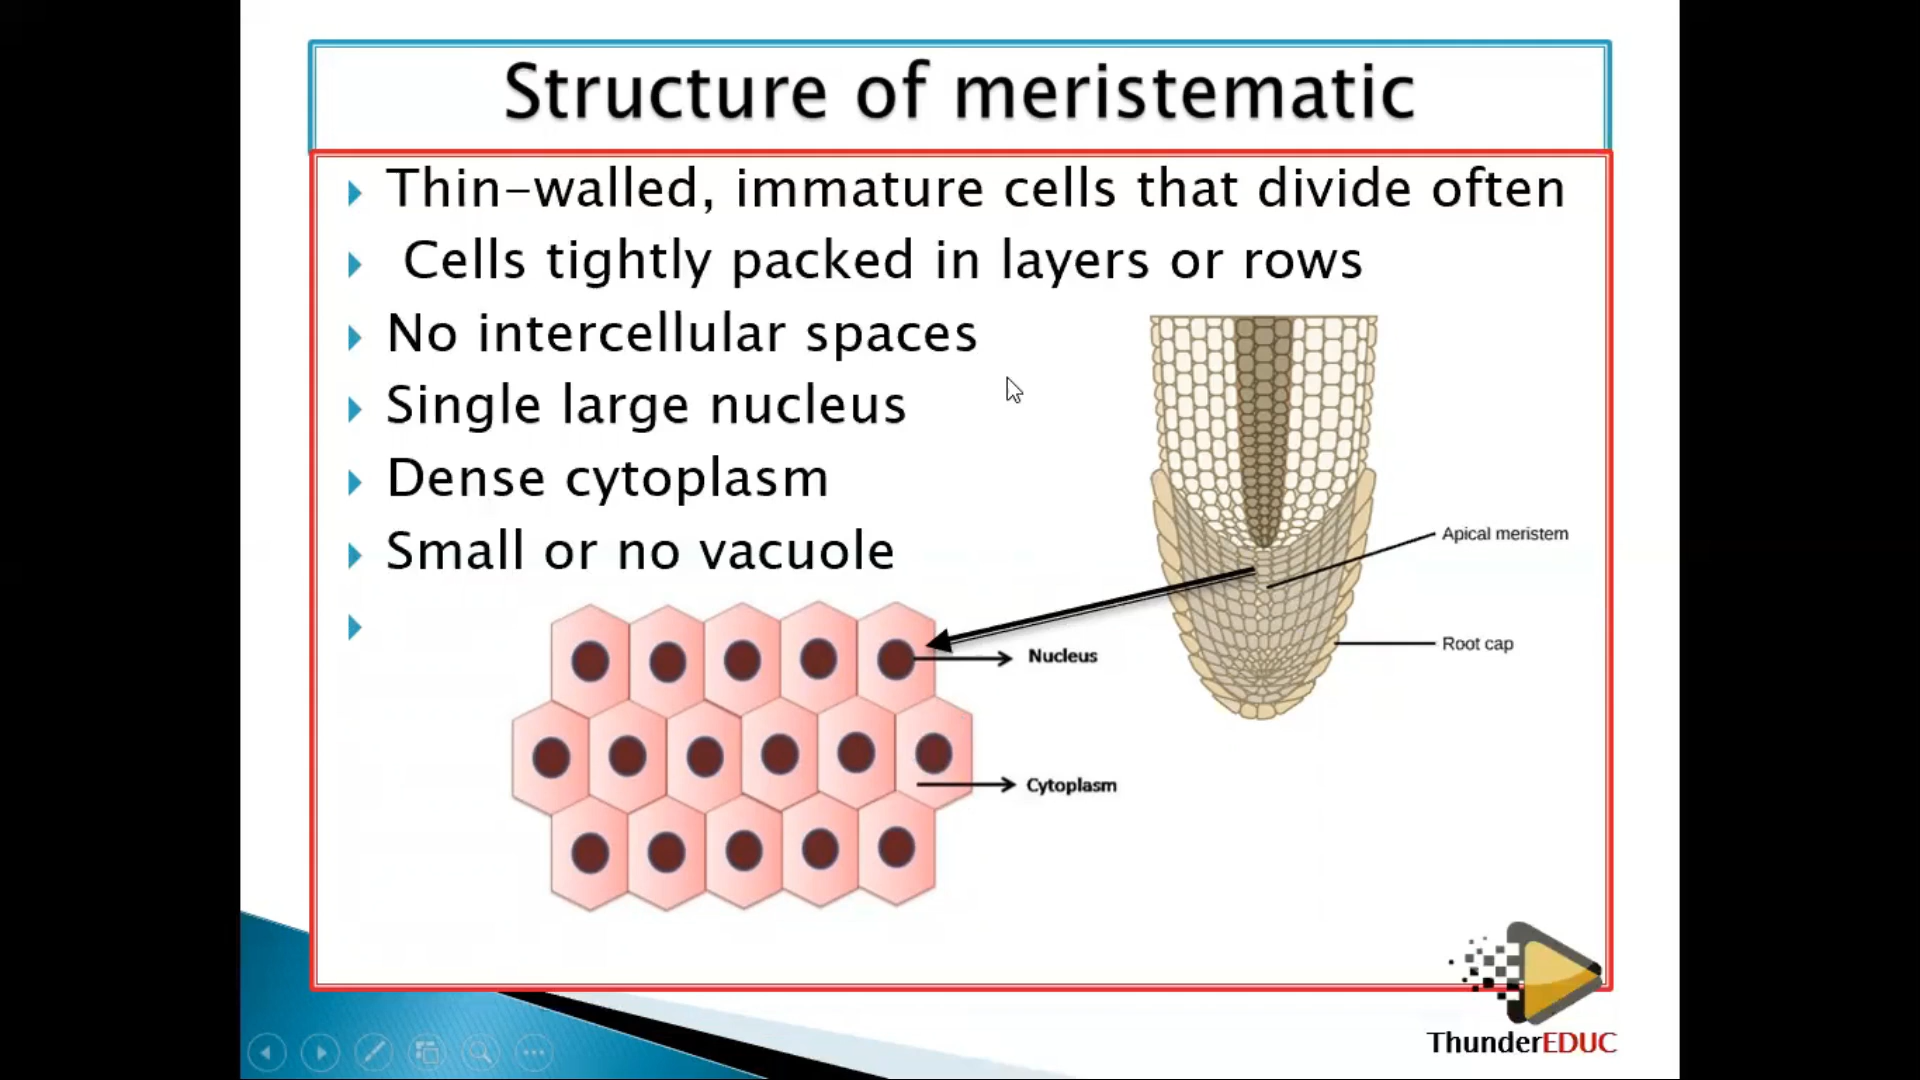 Structure of meristematic
Thin-walled, immature cells that divide often
Cells tightly packed in layers or rows
No intercellular spaces
Single large nucleus
Dense cytoplasm
Small or no vacuole
Apical meristem
Root cap
Nucleus
Cytoplasm
ThunderEDUC